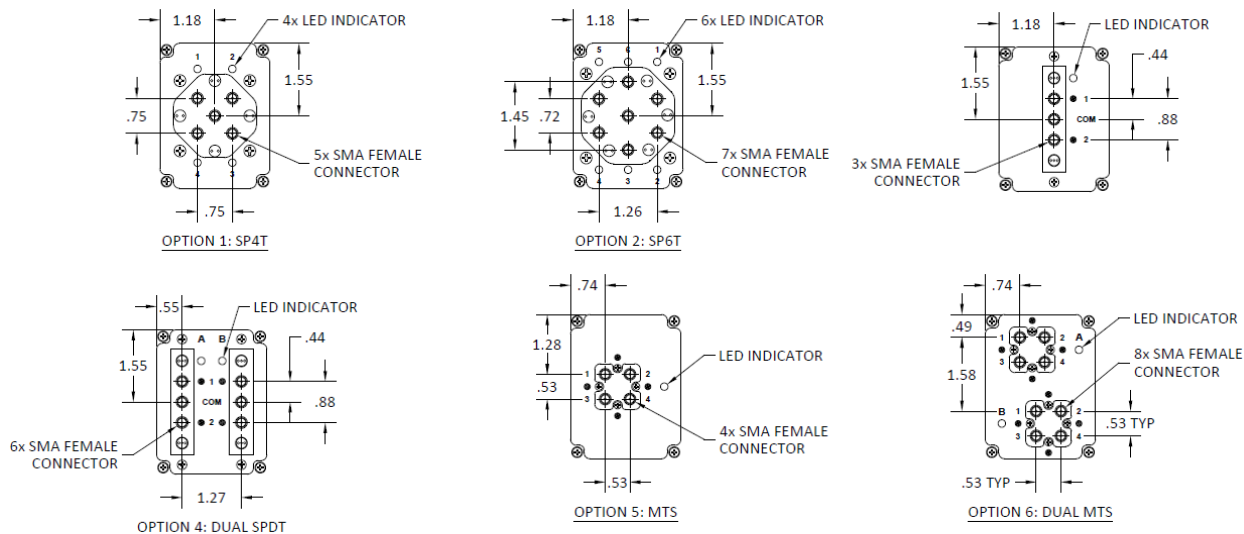 1.18
4x LED INDICATOR
1 2
1.55
.75
5x SMA FEMALE
CONNECTOR
4 3
.75
OPTION 1: SP4T
1.18
6x LED INDICATOR
5 6 1
1.55
1.45
.72
7x SMA FEMALE
CONNECTOR
4 3 2
1.26
OPTION 2: SP6T
1.18
LED INDICATOR
.44
1.55
1
COM
.88
2
3x SMA FEMALE
CONNECTOR
.55
LED INDICATOR
A B
.44
1.55
1
COM
.88
2
6x SMA FEMALE
CONNECTOR
1.27
OPTION 4: DUAL SPDT
.74
1.28
LED INDICATOR
1 2
.53
3 4
4x SMA FEMALE
CONNECTOR
.53
OPTION 5: MTS
.74
LED INDICATOR
.49
1 2 A
3 4
8x SMA FEMALE
CONNECTOR
1.58
B 1 2
.53 TYP
3 4
.53 TYP
OPTION 6: DUAL MTS